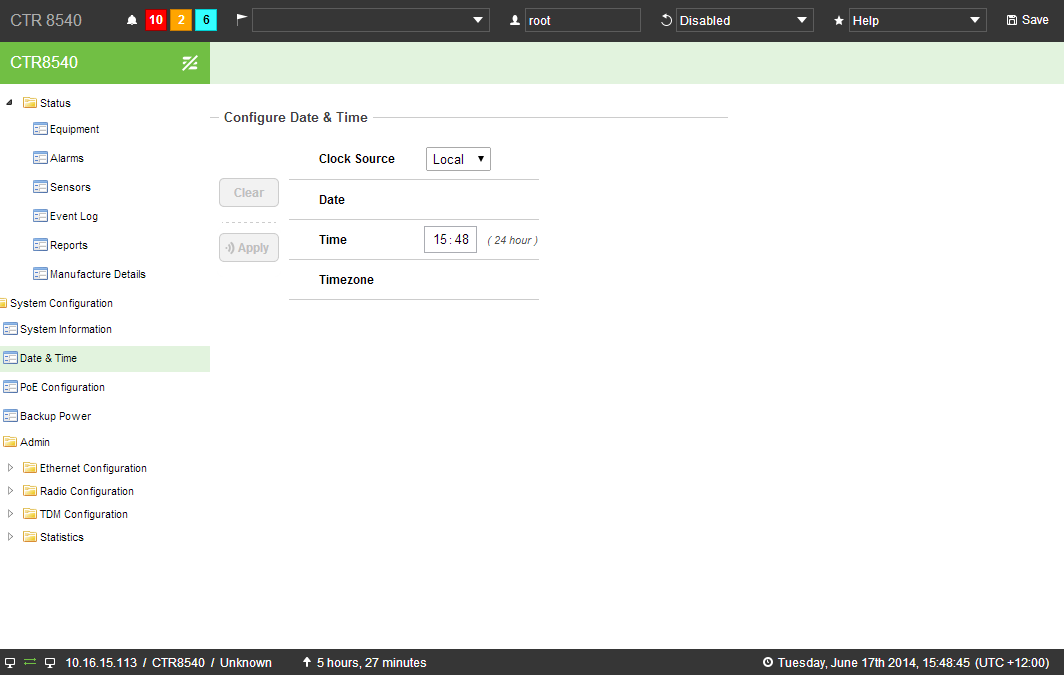 CTR 8540 10 2 6 root Disabled Help Save
CTR8540
Status
Equipment
Alarms
Sensors
Event Log
Reports
Manufacture Details
System Configuration
System Information
Date & Time
PoE Configuration
Backup Power
Admin
Ethernet Configuration
Radio Configuration
TDM Configuration
Statistics
Configure Date & Time
Clock Source Local
Clear
Date
Time 15 : 48 ( 24 hour )
Apply
Timezone
10.16.15.113 / CTR8540 / Unknown 5 hours, 27 minutes Tuesday, June 17th 2014, 15:48:45 (UTC +12:00)